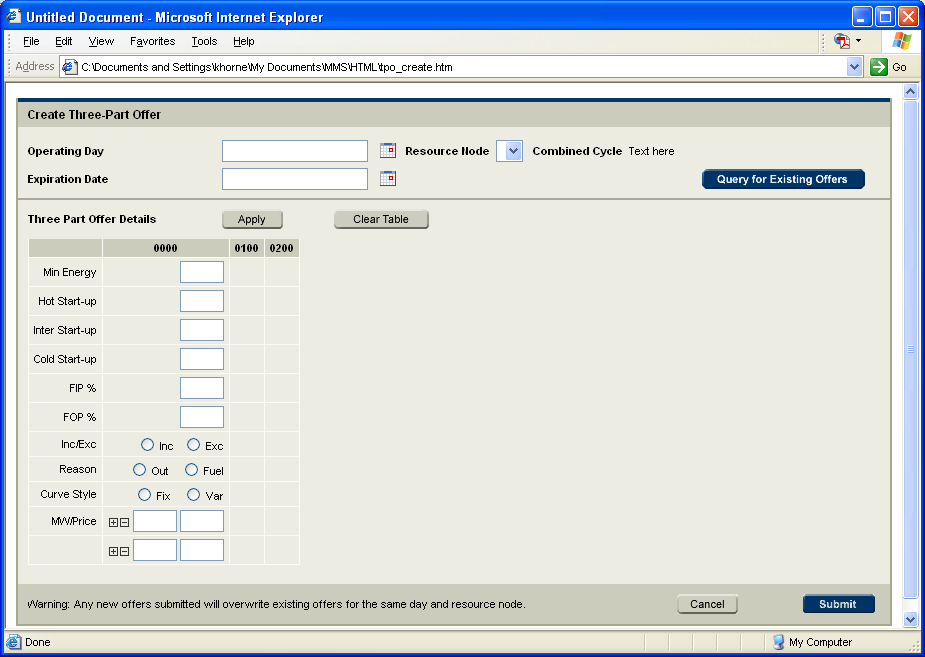 Untitled Document - Microsoft Internet Explorer
File Edit View Favorites Tools Help
Address C:\Documents and Settings\khorne\My Documents\MMS\HTML\tpo_create.htm Go
Create Three-Part Offer
Operating Day Resource Node Combined Cycle Text here
Expiration Date Query for Existing Offers
Three Part Offer Details Apply Clear Table
0000 0100 0200
Min Energy
Hot Start-up
Inter Start-up
Cold Start-up
FIP %
FOP %
Inc/Exc Inc Exc
Reason Out Fuel
Curve Style Fix Var
MW/Price
Warning: Any new offers submitted will overwrite existing offers for the same day and resource node. Cancel Submit
Done My Computer